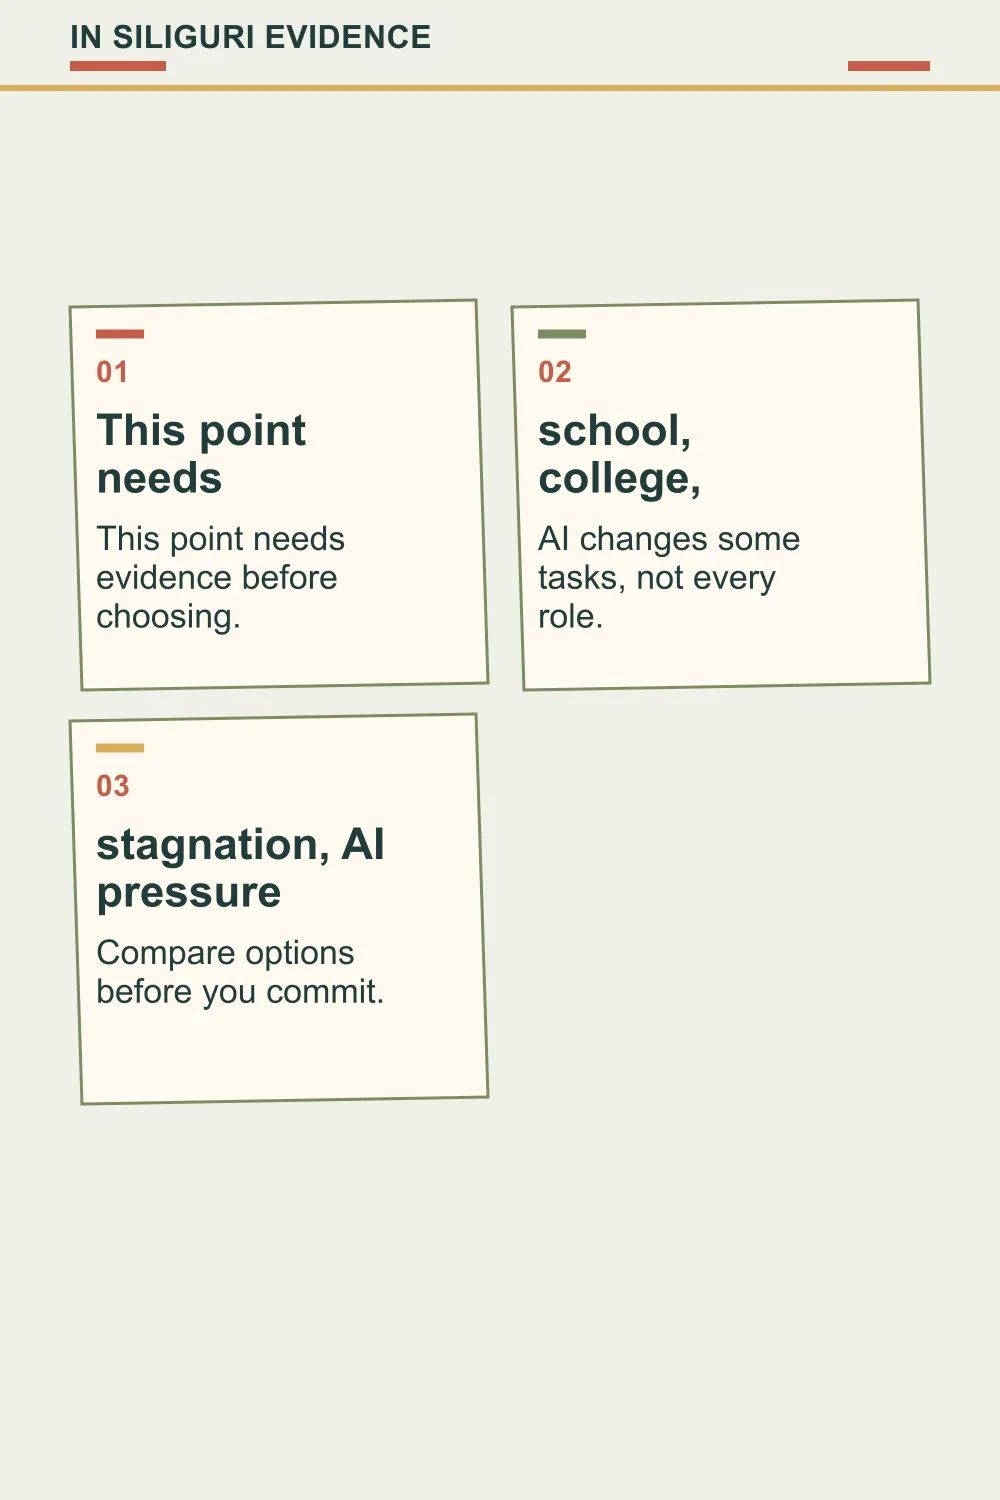 IN SILIGURI EVIDENCE
01
This point
needs
This point needs
evidence before
choosing.
02
school,
college,
AI changes some
tasks, not every
role.
03
stagnation, AI
pressure
Compare options
before you commit.